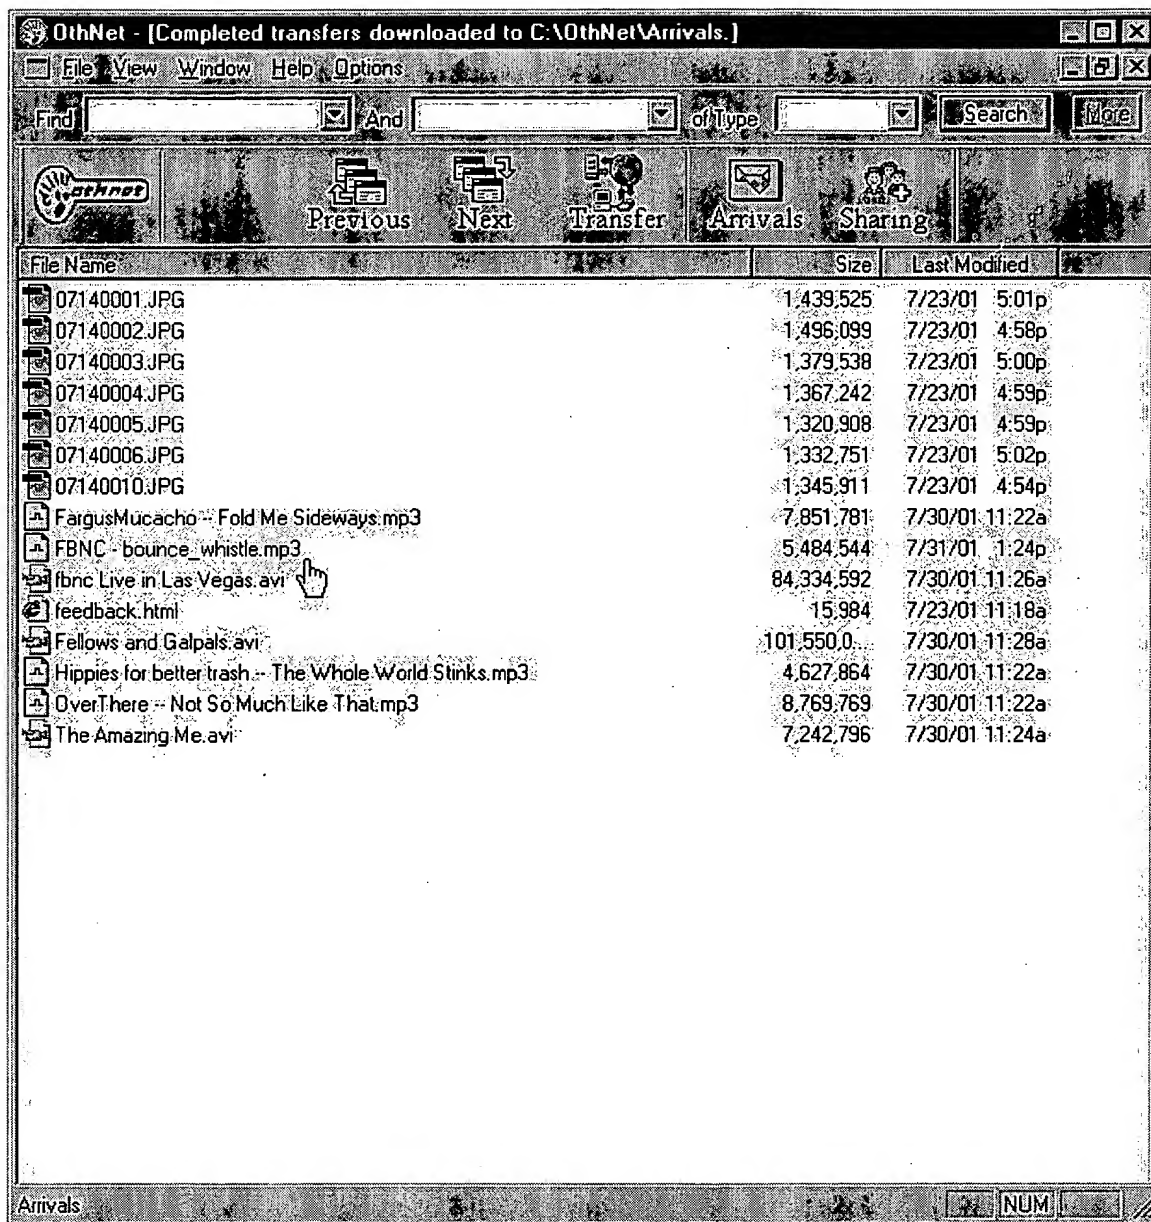 OthNet - [Completed transfers downloaded to C:\OthNet\Arrivals.]
File View Window Help Options
Find And of Type Search More
othnet Previous Next Transfer Arrivals Sharing
File Name Size Last Modified
07140001.JPG 1,439,525 7/23/01 5:01p
07140002.JPG 1,496,099 7/23/01 4:58p
07140003.JPG 1,379,538 7/23/01 5:00p
07140004.JPG 1,367,242 7/23/01 4:59p
07140005.JPG 1,320,908 7/23/01 4:59p
07140006.JPG 1,332,751 7/23/01 5:02p
07140010.JPG 1,345,911 7/23/01 4:54p
FargusMucacho -- Fold Me Sideways.mp3 7,851,781 7/30/01 11:22a
FBNC - bounce_whistle.mp3 5,484,544 7/31/01 1:24p
fbnc Live in Las Vegas.avi 84,334,592 7/30/01 11:26a
feedback.html 15,984 7/23/01 11:18a
Fellows and Galpals.avi 101,550,0... 7/30/01 11:28a
Hippies for better trash -- The Whole World Stinks.mp3 4,627,864 7/30/01 11:22a
OverThere -- Not So Much Like That.mp3 8,769,769 7/30/01 11:22a
The Amazing Me.avi 7,242,796 7/30/01 11:24a
Arrivals NUM